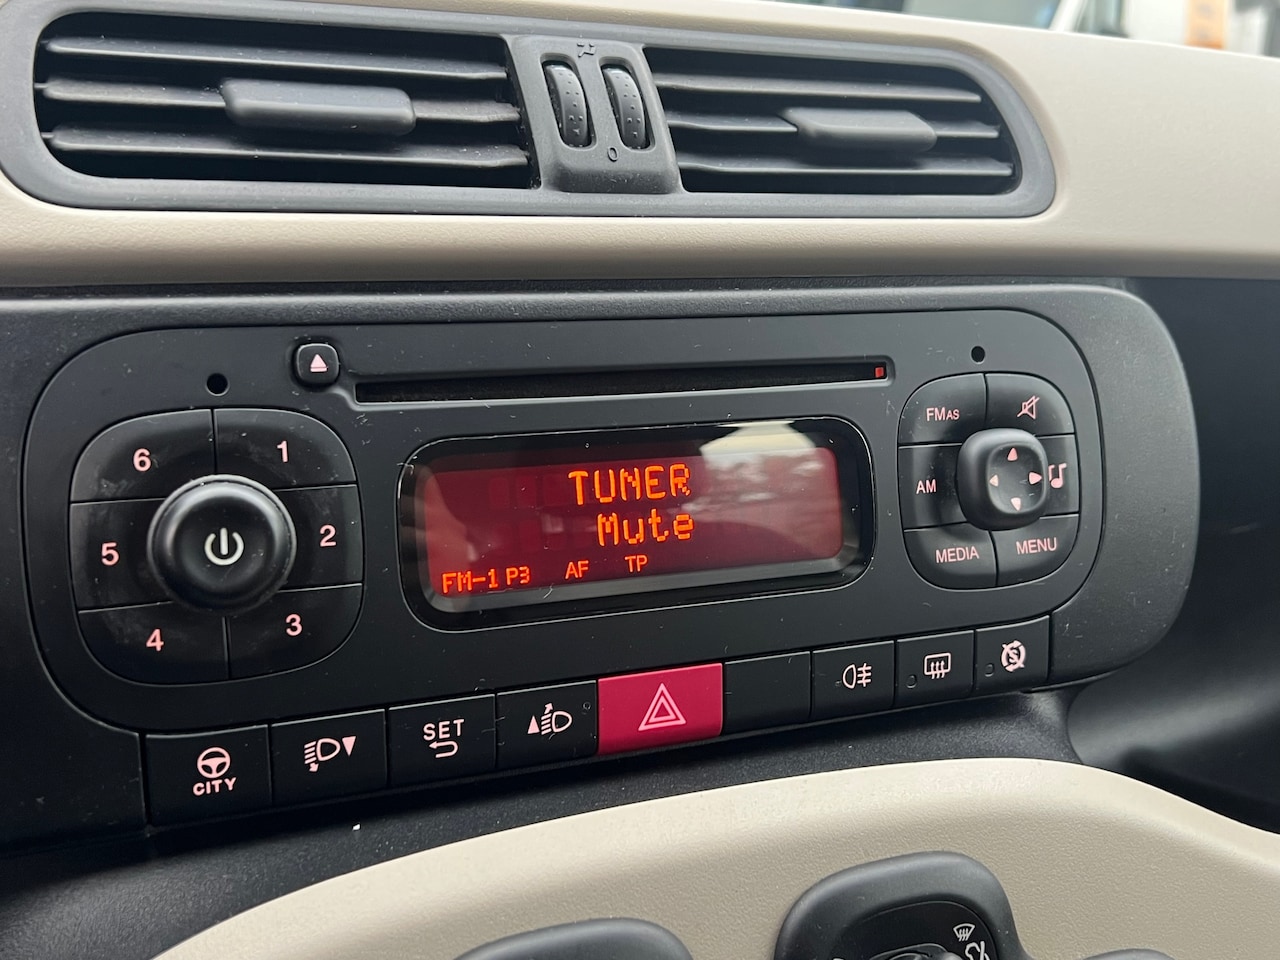 0
6
1
5
2
4
3
TUNER
Mute
FM-1 P3 AF TP
FMAS
AM
MEDIA
MENU
CITY
SET
S